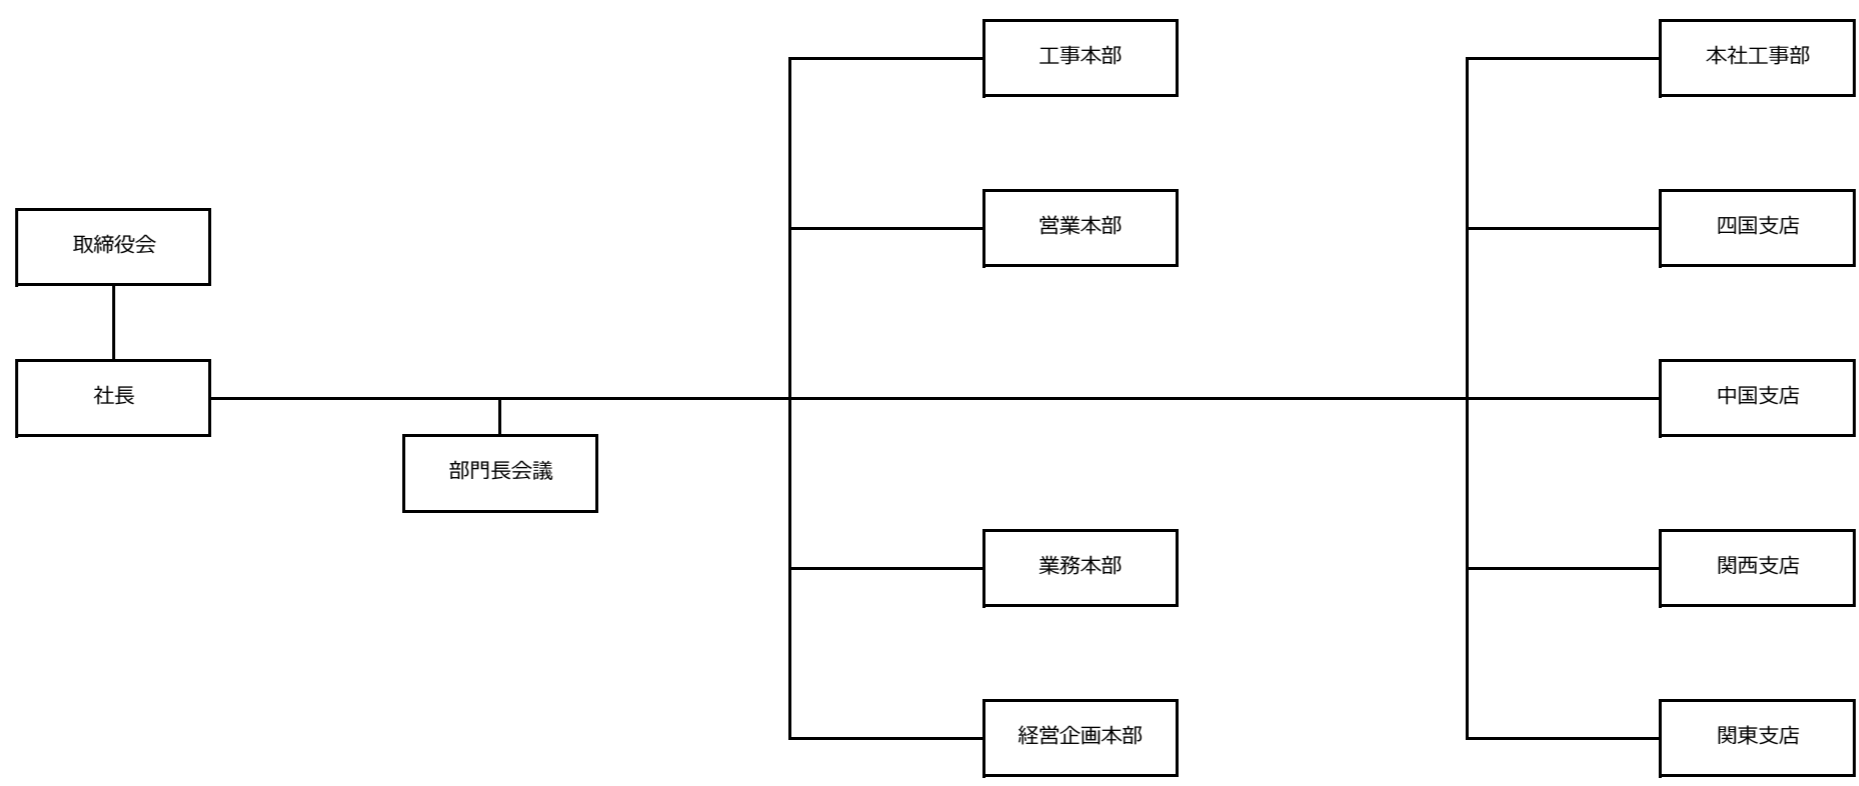 取締役会
社長
部門長会議
工事本部
営業本部
業務本部
経営企画本部
本社工事部
四国支店
中国支店
関西支店
関東支店